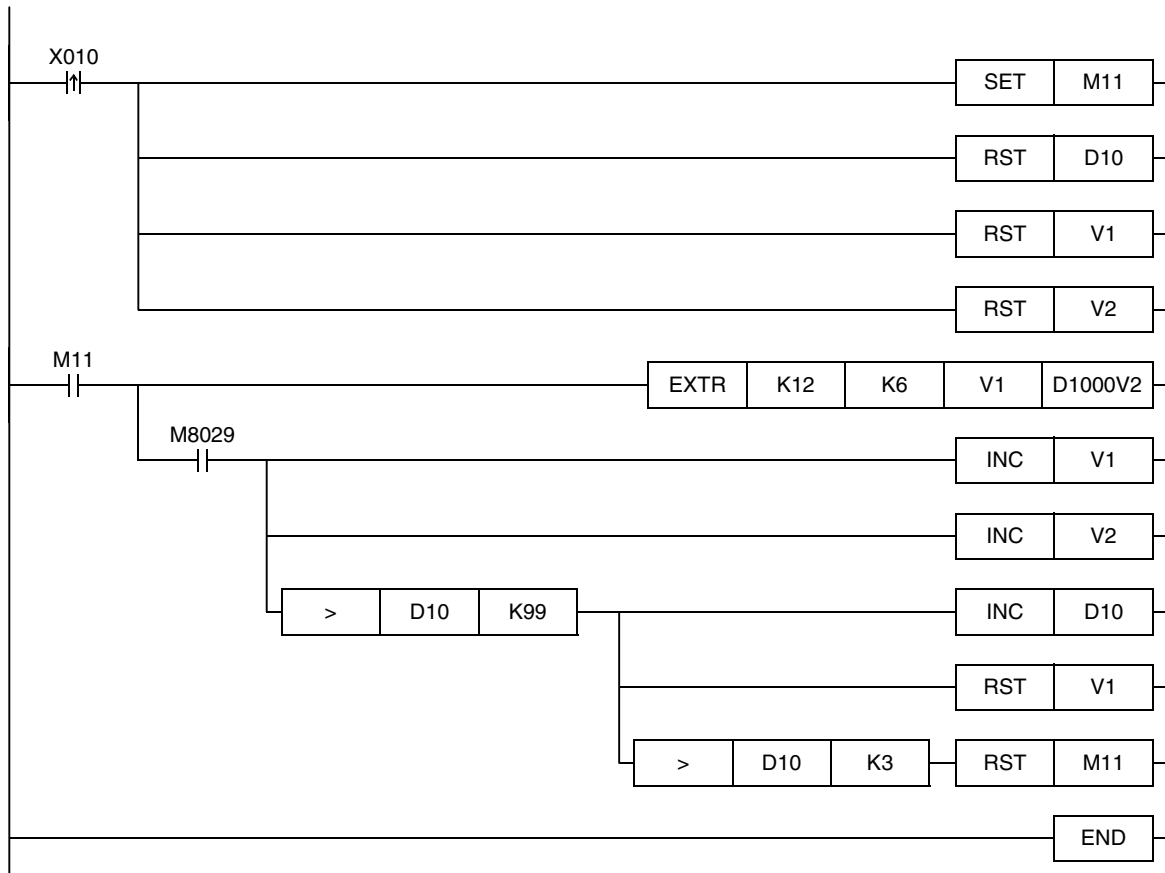 X010
SET M11
RST D10
RST V1
RST V2
M11
EXTR K12 K6 V1 D1000V2
M8029
INC V1
INC V2
> D10 K99 INC D10
RST V1
> D10 K3 RST M11
END